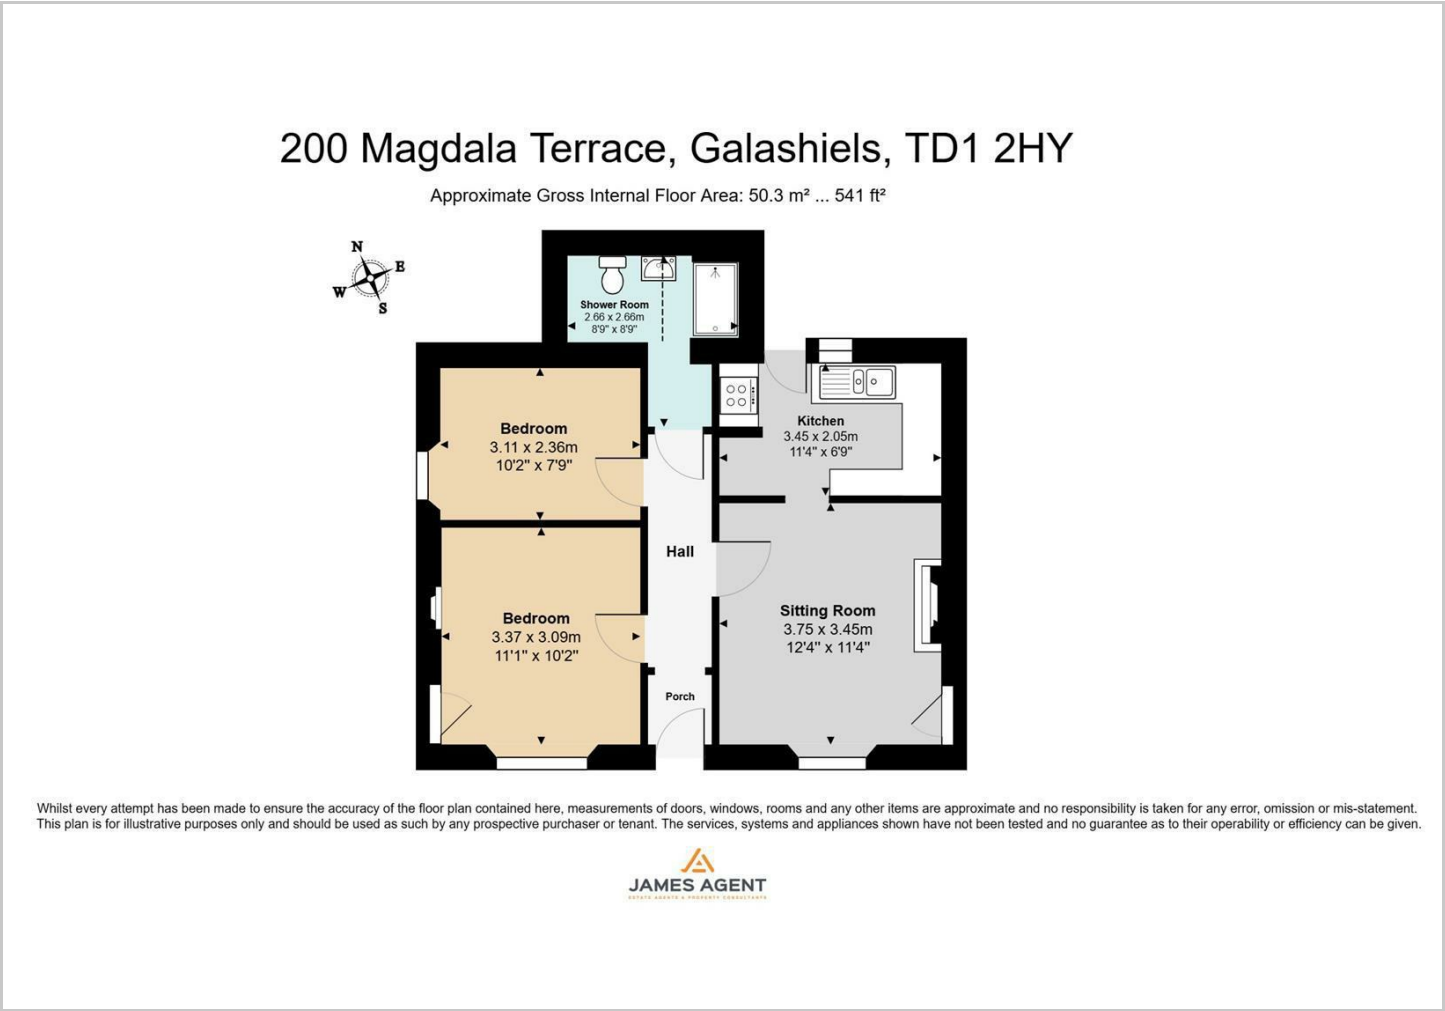 200 Magdala Terrace, Galashiels, TD1 2HY
Approximate Gross Internal Floor Area: 50.3 m² ... 541 ft²
N
E
W
S
Shower Room
2.66 x 2.66m
8'9" x 8'9"
Bedroom
3.11 x 2.36m
10'2" x 7'9"
Kitchen
3.45 x 2.05m
11'4" x 6'9"
Hall
Bedroom
3.37 x 3.09m
11'1" x 10'2"
Sitting Room
3.75 x 3.45m
12'4" x 11'4"
Porch
Whilst every attempt has been made to ensure the accuracy of the floor plan contained here, measurements of doors, windows, rooms and any other items are approximate and no responsibility is taken for any error, omission or mis-statement.
This plan is for illustrative purposes only and should be used as such by any prospective purchaser or tenant. The services, systems and appliances shown have not been tested and no guarantee as to their operability or efficiency can be given.
JAMES AGENT
ESTATE AGENTS & PROPERTY CONSULTANTS